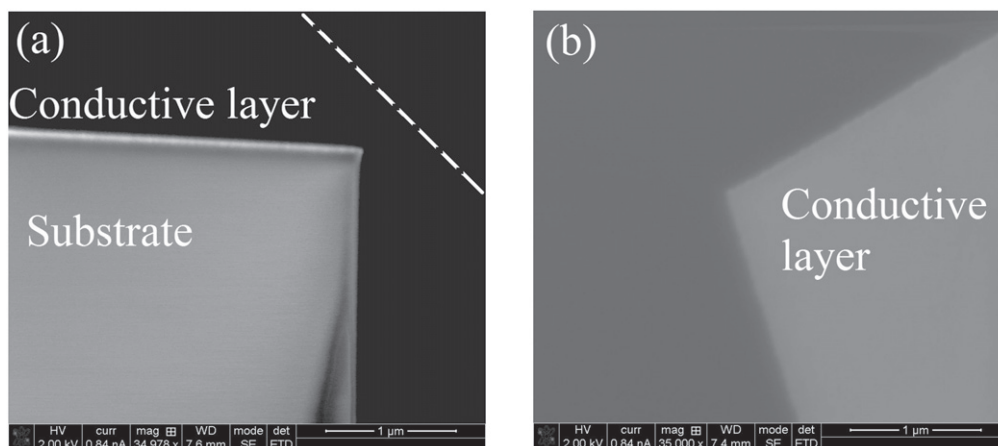 (a)
Conductive layer
Substrate
HV curr mag WD mode det
2.00 kV 0.84 nA 34,978 x 7.6 mm SE ETD
1 µm
(b)
Conductive
layer
HV curr mag WD mode det
2.00 kV 0.84 nA 35,000 x 7.4 mm SE ETD
1 µm